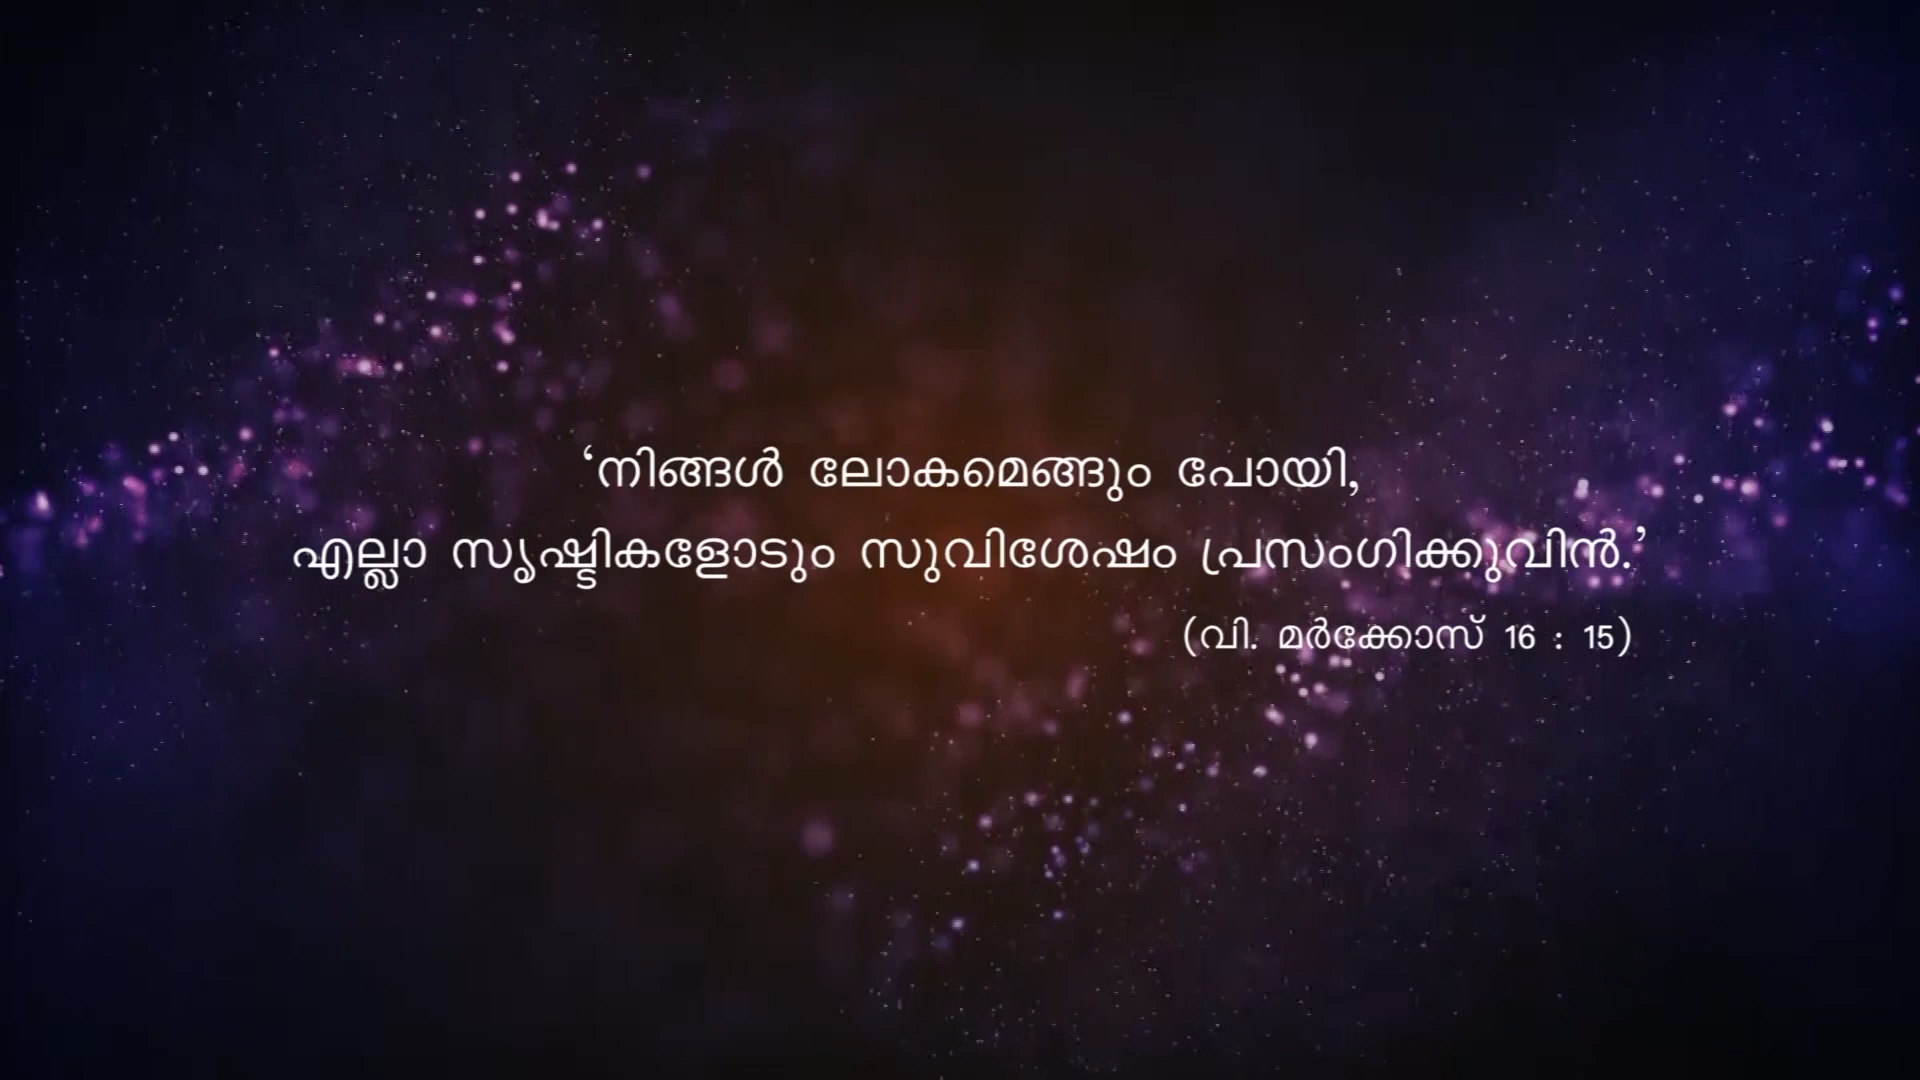 ‘നിങ്ങൾ ലോകമെങ്ങും പോയി,
എല്ലാ സൃഷ്ടികളോടും സുവിശേഷം പ്രസംഗിക്കുവിൻ.’
(വി. മർക്കോസ് 16 : 15)